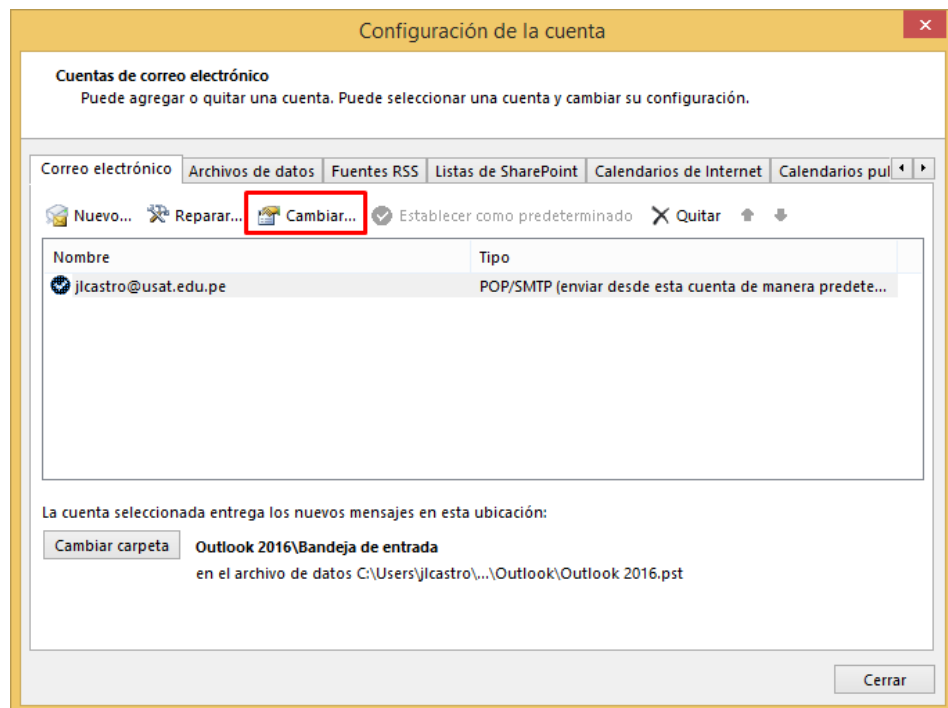 Configuración de la cuenta
Cuentas de correo electrónico
Puede agregar o quitar una cuenta. Puede seleccionar una cuenta y cambiar su configuración.
Correo electrónico Archivos de datos Fuentes RSS Listas de SharePoint Calendarios de Internet Calendarios pul
Nuevo... Reparar... Cambiar... Establecer como predeterminado Quitar
Nombre Tipo
jlcastro@usat.edu.pe POP/SMTP (enviar desde esta cuenta de manera predete...
La cuenta seleccionada entrega los nuevos mensajes en esta ubicación:
Cambiar carpeta Outlook 2016\Bandeja de entrada
en el archivo de datos C:\Users\jlcastro\...\Outlook\Outlook 2016.pst
Cerrar